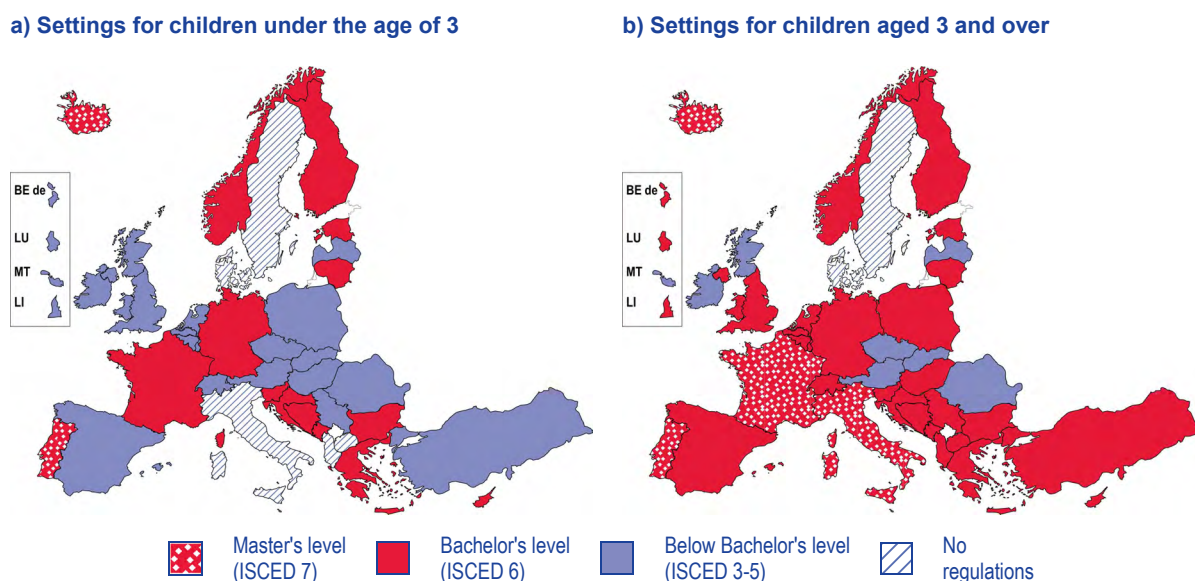 a) Settings for children under the age of 3
b) Settings for children aged 3 and over
BE de
LU
MT
LI
BE de
LU
MT
LI
Master's level
(ISCED 7)
Bachelor's level
(ISCED 6)
Below Bachelor's level
(ISCED 3-5)
No
regulations